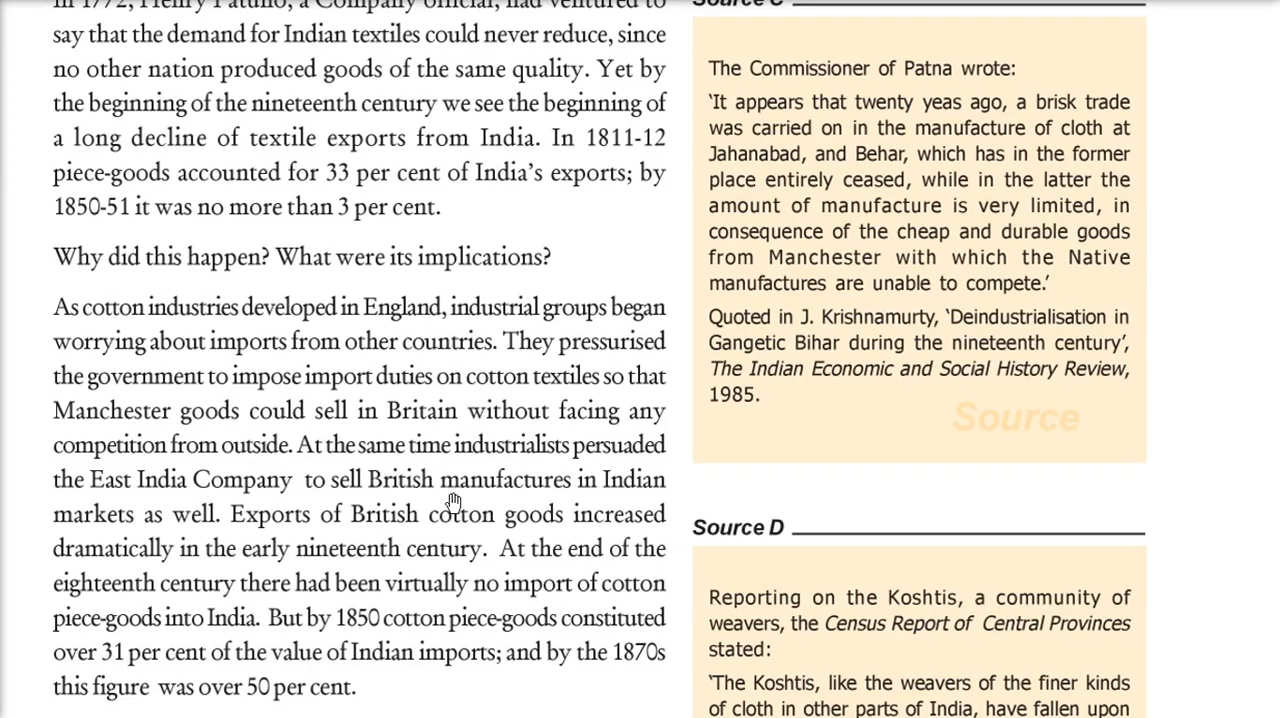 In 1772, Henry Patullo, a Company official, had ventured to
say that the demand for Indian textiles could never reduce, since
no other nation produced goods of the same quality. Yet by
the beginning of the nineteenth century we see the beginning of
a long decline of textile exports from India. In 1811-12
piece-goods accounted for 33 per cent of India's exports; by
1850-51 it was no more than 3 per cent.
Why did this happen? What were its implications?
As cotton industries developed in England, industrial groups began
worrying about imports from other countries. They pressurised
the government to impose import duties on cotton textiles so that
Manchester goods could sell in Britain without facing any
competition from outside. At the same time industrialists persuaded
the East India Company to sell British manufactures in Indian
markets as well. Exports of British cotton goods increased
dramatically in the early nineteenth century. At the end of the
eighteenth century there had been virtually no import of cotton
piece-goods into India. But by 1850 cotton piece-goods constituted
over 31 per cent of the value of Indian imports; and by the 1870s
this figure was over 50 per cent.
Source C
The Commissioner of Patna wrote:
'It appears that twenty yeas ago, a brisk trade
was carried on in the manufacture of cloth at
Jahanabad, and Behar, which has in the former
place entirely ceased, while in the latter the
amount of manufacture is very limited, in
consequence of the cheap and durable goods
from Manchester with which the Native
manufactures are unable to compete.'
Quoted in J. Krishnamurty, 'Deindustrialisation in
Gangetic Bihar during the nineteenth century',
The Indian Economic and Social History Review,
1985.
Source
Source D
Reporting on the Koshtis, a community of
weavers, the Census Report of Central Provinces
stated:
'The Koshtis, like the weavers of the finer kinds
of cloth in other parts of India, have fallen upon